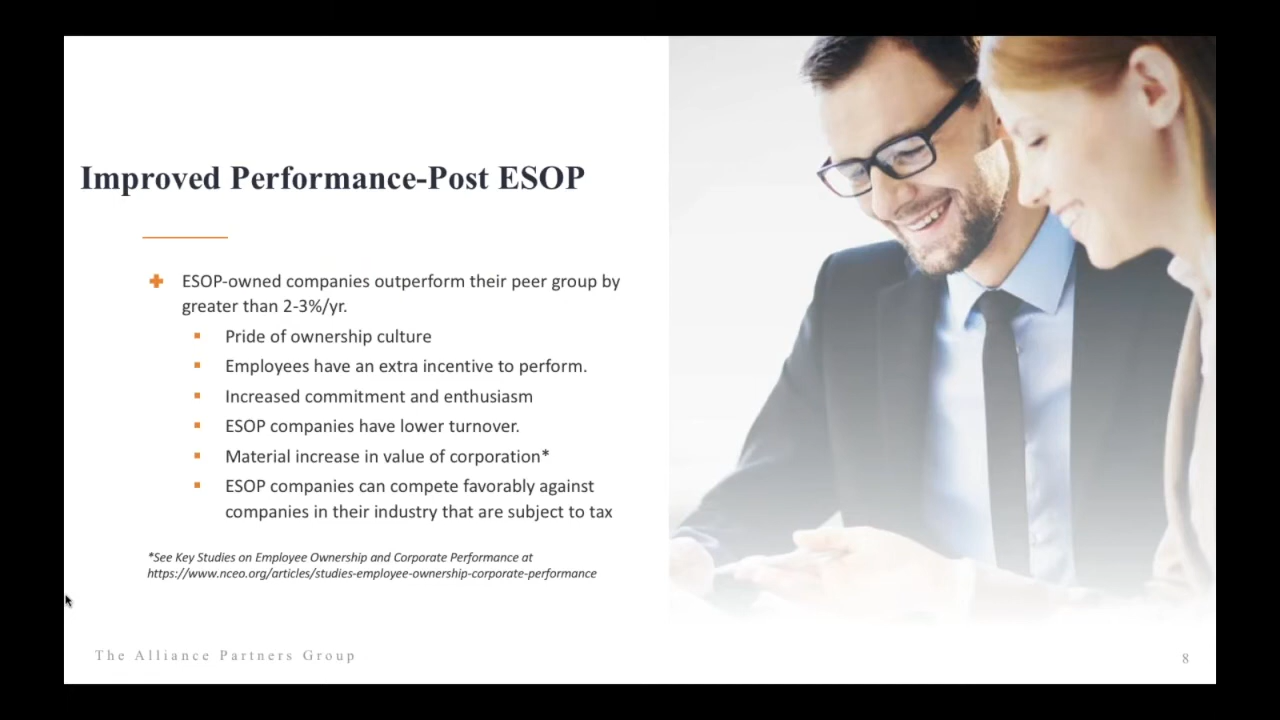 Improved Performance-Post ESOP
ESOP-owned companies outperform their peer group by
greater than 2-3%/yr.
Pride of ownership culture
Employees have an extra incentive to perform.
Increased commitment and enthusiasm
ESOP companies have lower turnover.
Material increase in value of corporation*
ESOP companies can compete favorably against
companies in their industry that are subject to tax
*See Key Studies on Employee Ownership and Corporate Performance at
https://www.nceo.org/articles/studies-employee-ownership-corporate-performance
The Alliance Partners Group
8